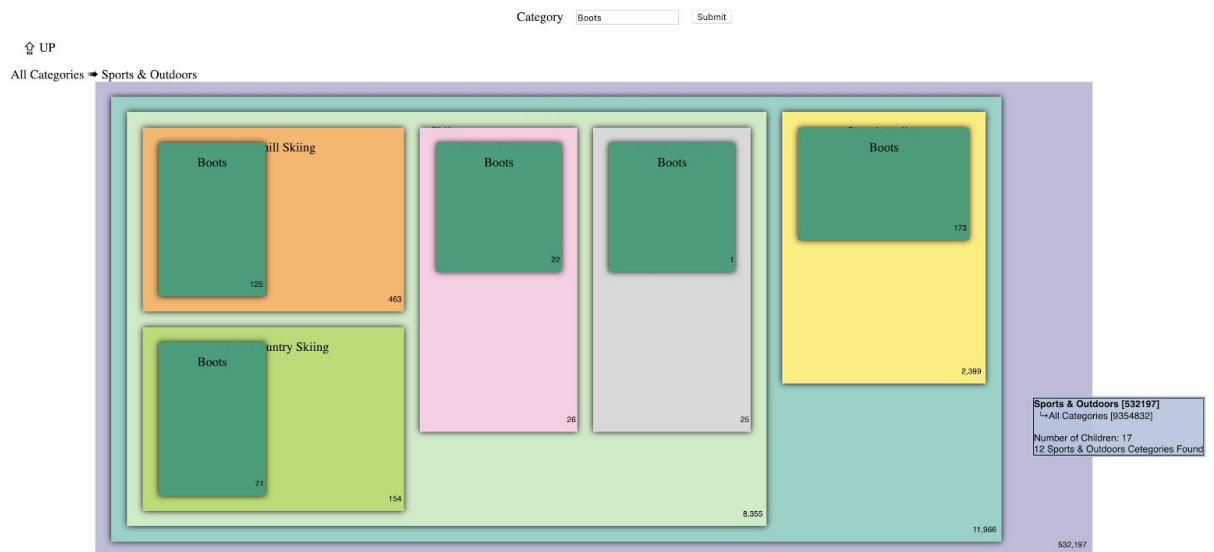 Category Boots Submit
⇪ UP
All Categories ➠ Sports & Outdoors
ill Skiing
Boots
125
463
untry Skiing
Boots
71
154
Boots
22
26
Boots
1
25
8,355
Boots
173
2,399
11,966
532,197
Sports & Outdoors [532197]
↪All Categories [9354832]
Number of Children: 17
12 Sports & Outdoors Cetegories Found